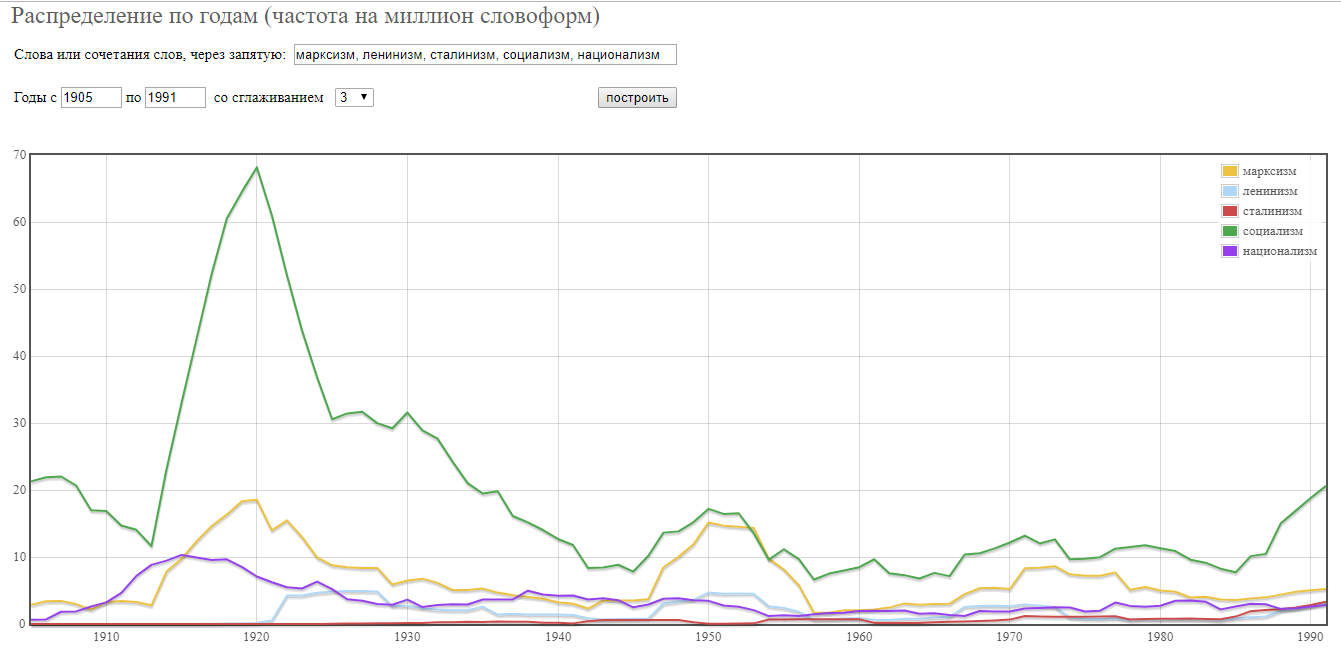 Распределение по годам (частота на миллион словоформ)
Слова или сочетания слов, через запятую: марксизм, ленинизм, сталинизм, социализм, национализм
Годы с 1905 по 1991 со сглаживанием 3 построить
70
марксизм
ленинизм
сталинизм
60
социализм
национализм
50
40
30
20
10
0
1910 1920 1930 1940 1950 1960 1970 1980 1990